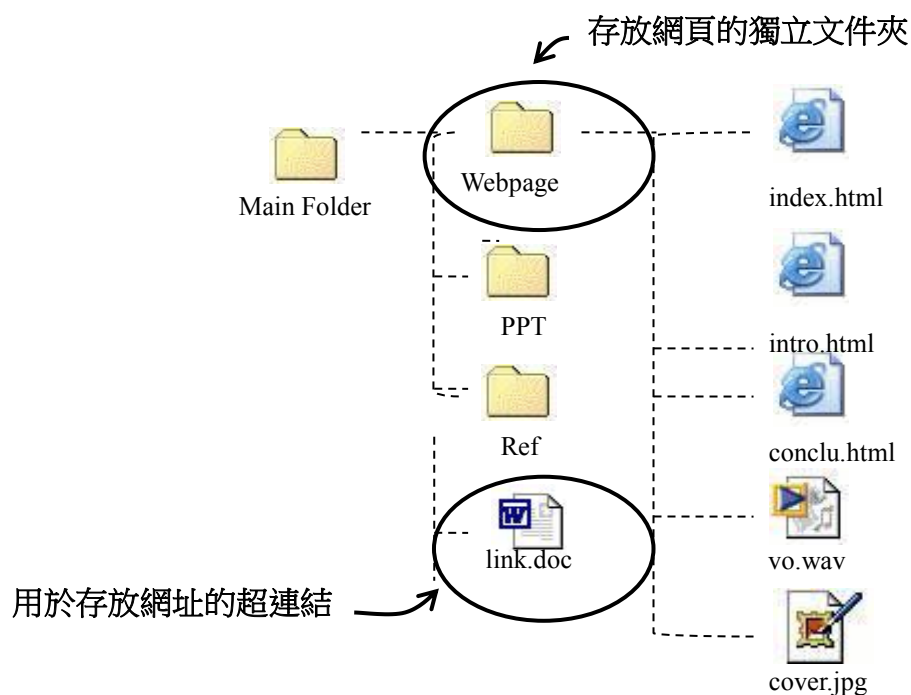 存放網頁的獨立文件夾
Main Folder
Webpage
index.html
PPT
intro.html
Ref
conclu.html
link.doc
vo.wav
用於存放網址的超連結
cover.jpg